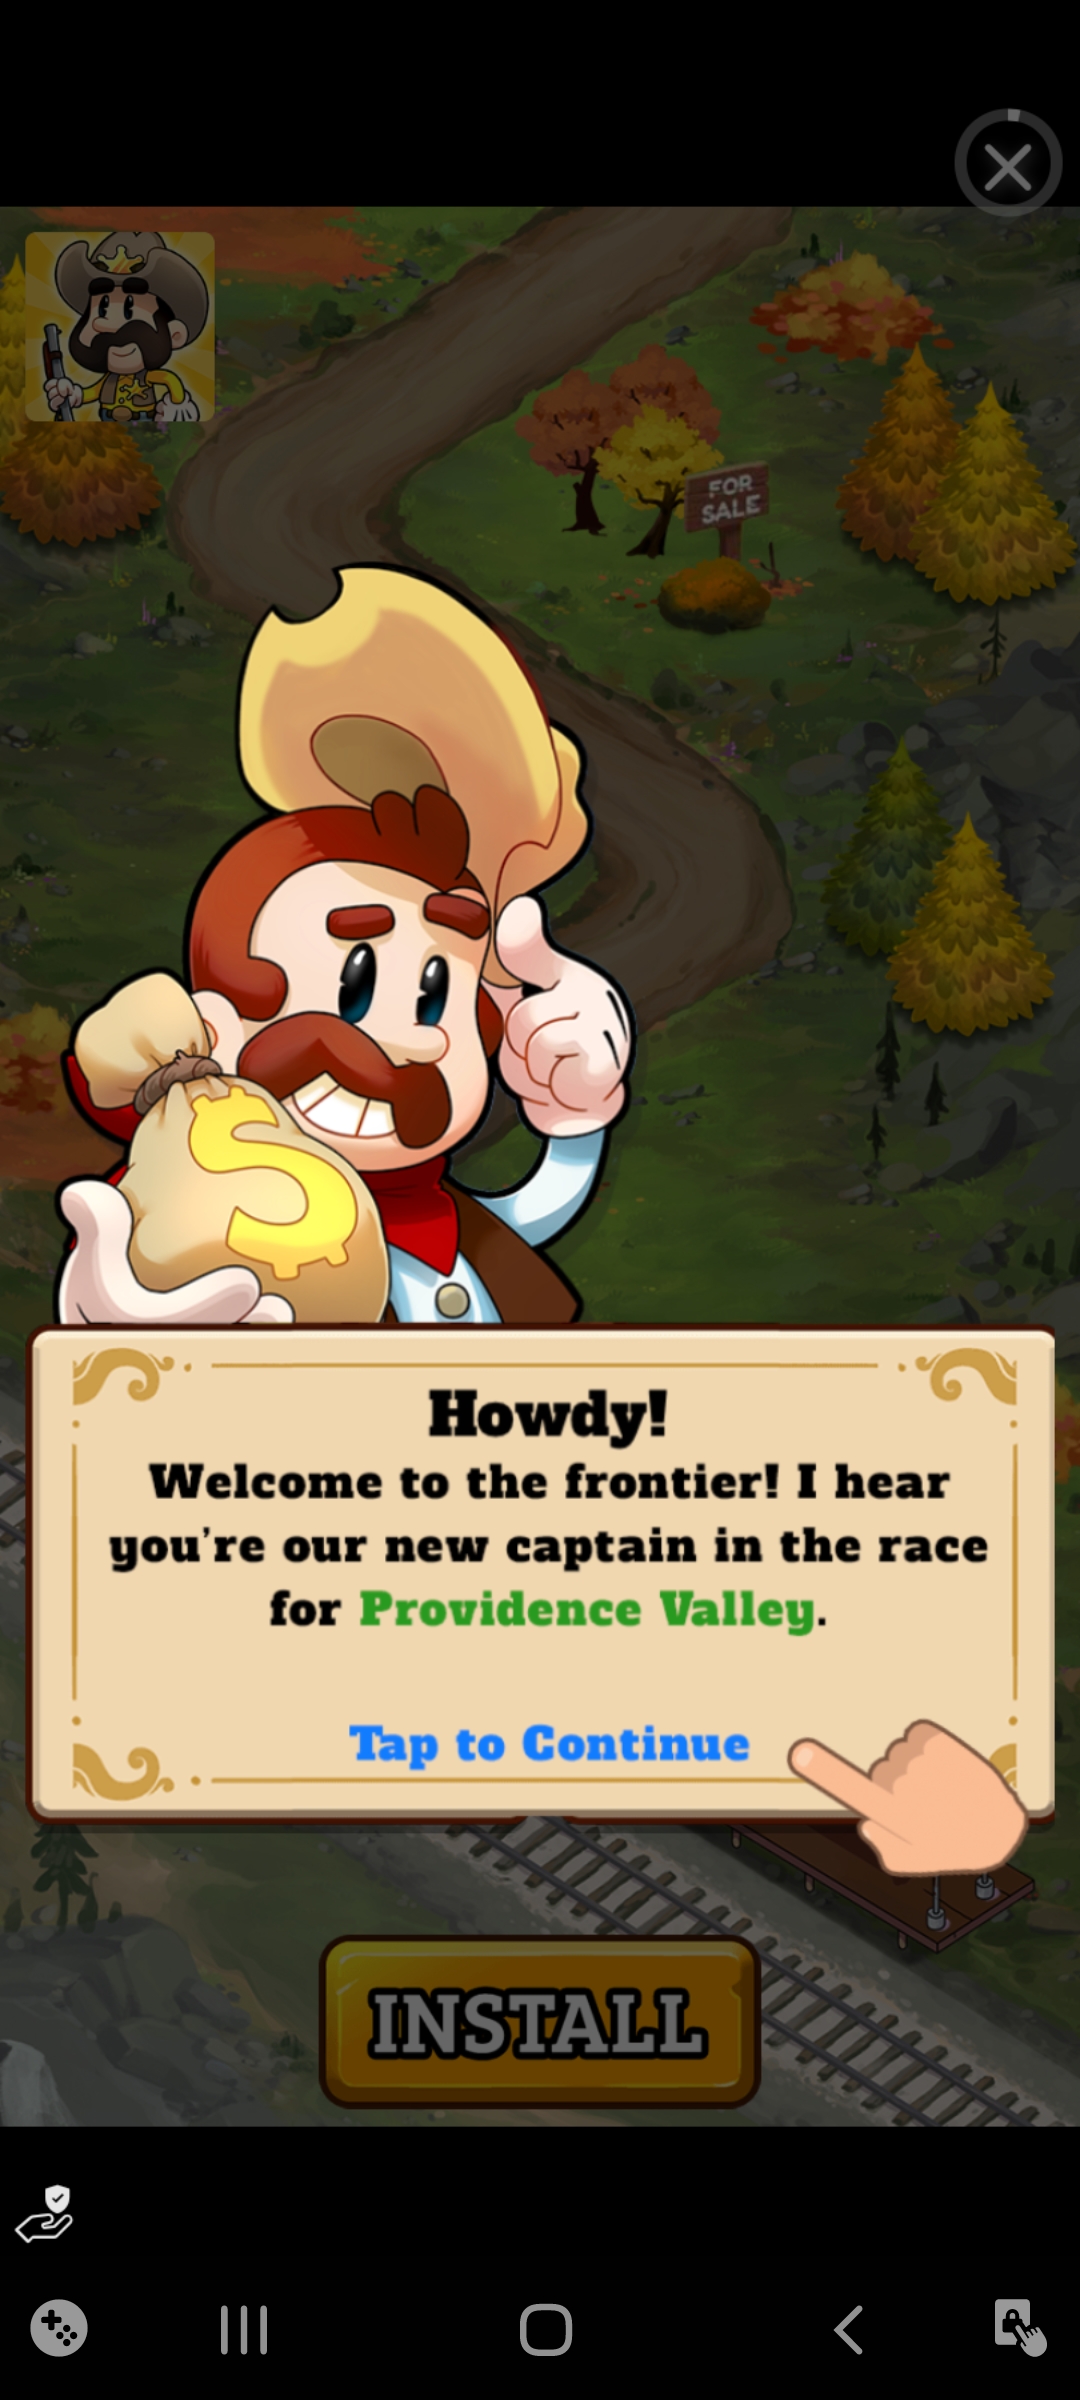 FOR
SALE
Howdy!
Welcome to the frontier! I hear
you're our new captain in the race
for Providence Valley.
Tap to Continue
INSTALL